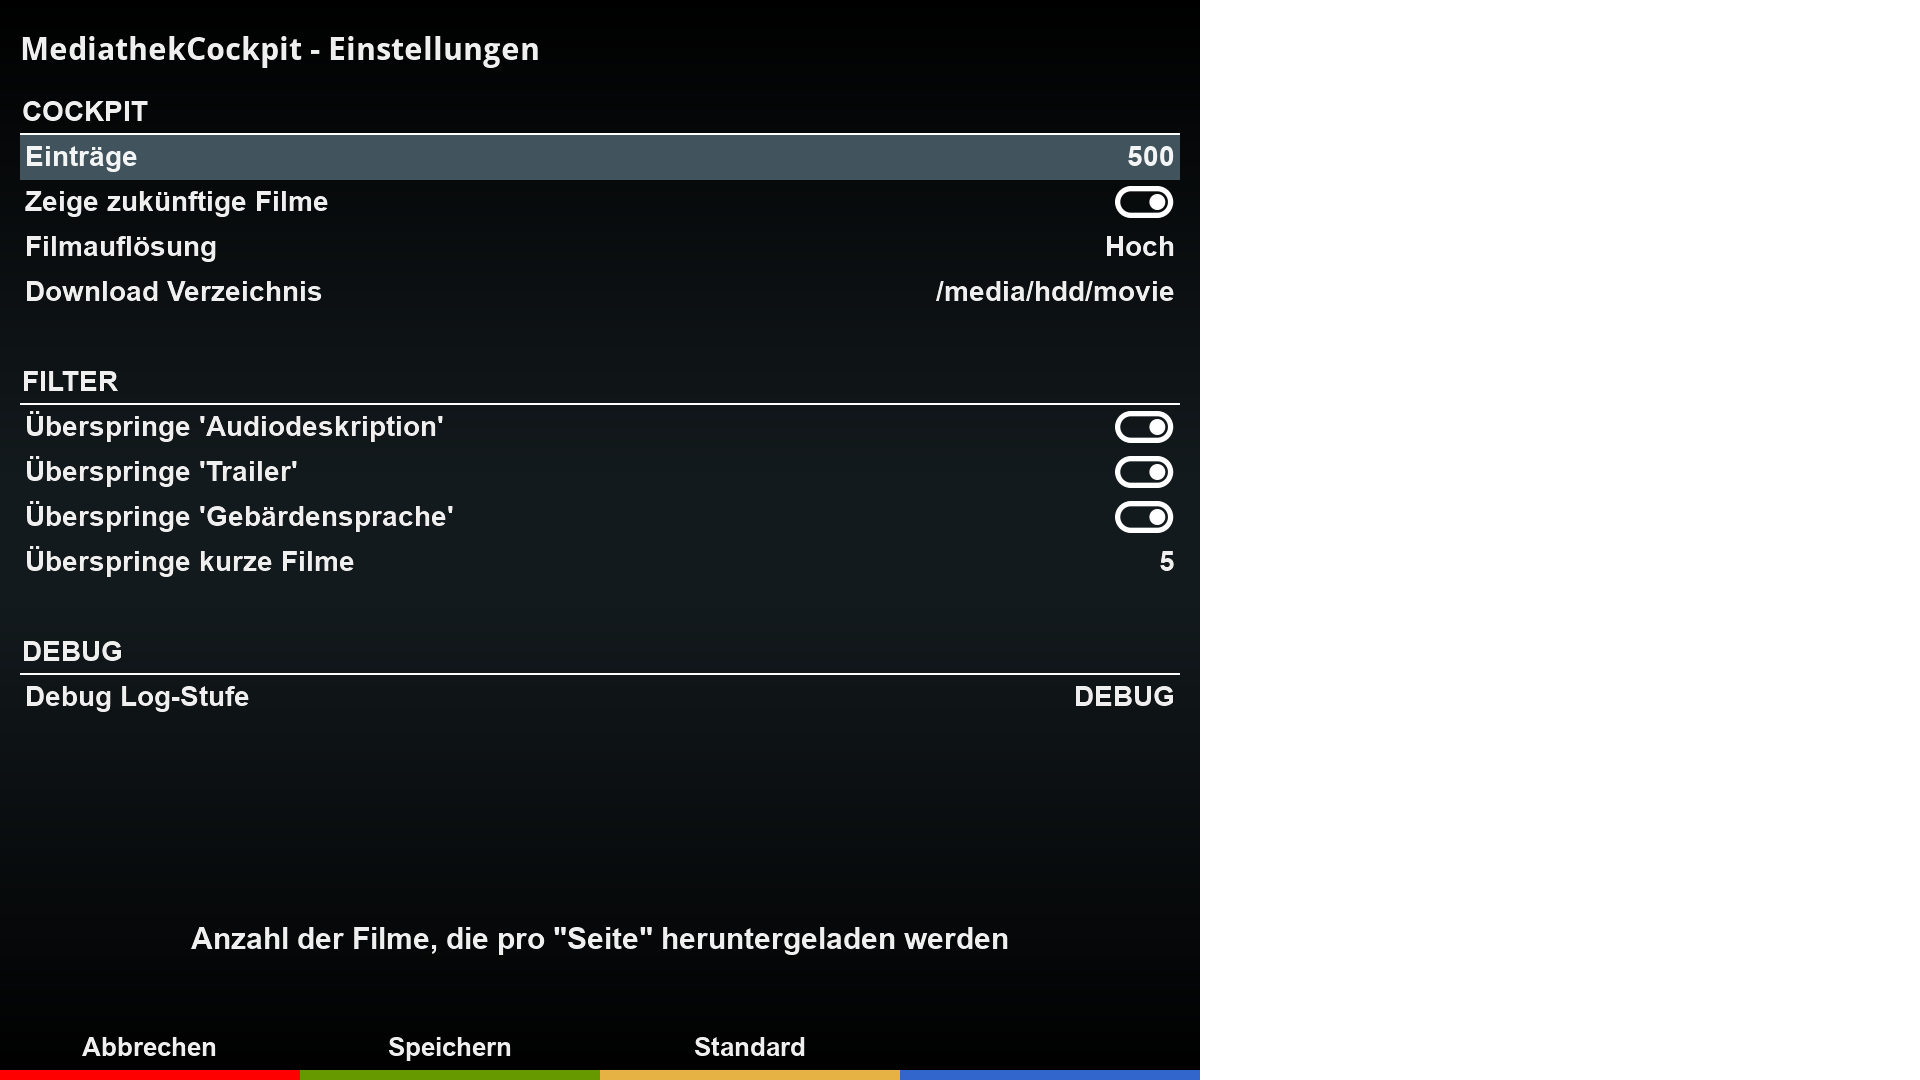 MediathekCockpit - Einstellungen
COCKPIT
Einträge 500
Zeige zukünftige Filme
Filmauflösung Hoch
Download Verzeichnis /media/hdd/movie
FILTER
Überspringe 'Audiodeskription'
Überspringe 'Trailer'
Überspringe 'Gebärdensprache'
Überspringe kurze Filme 5
DEBUG
Debug Log-Stufe DEBUG
Anzahl der Filme, die pro "Seite" heruntergeladen werden
Abbrechen Speichern Standard